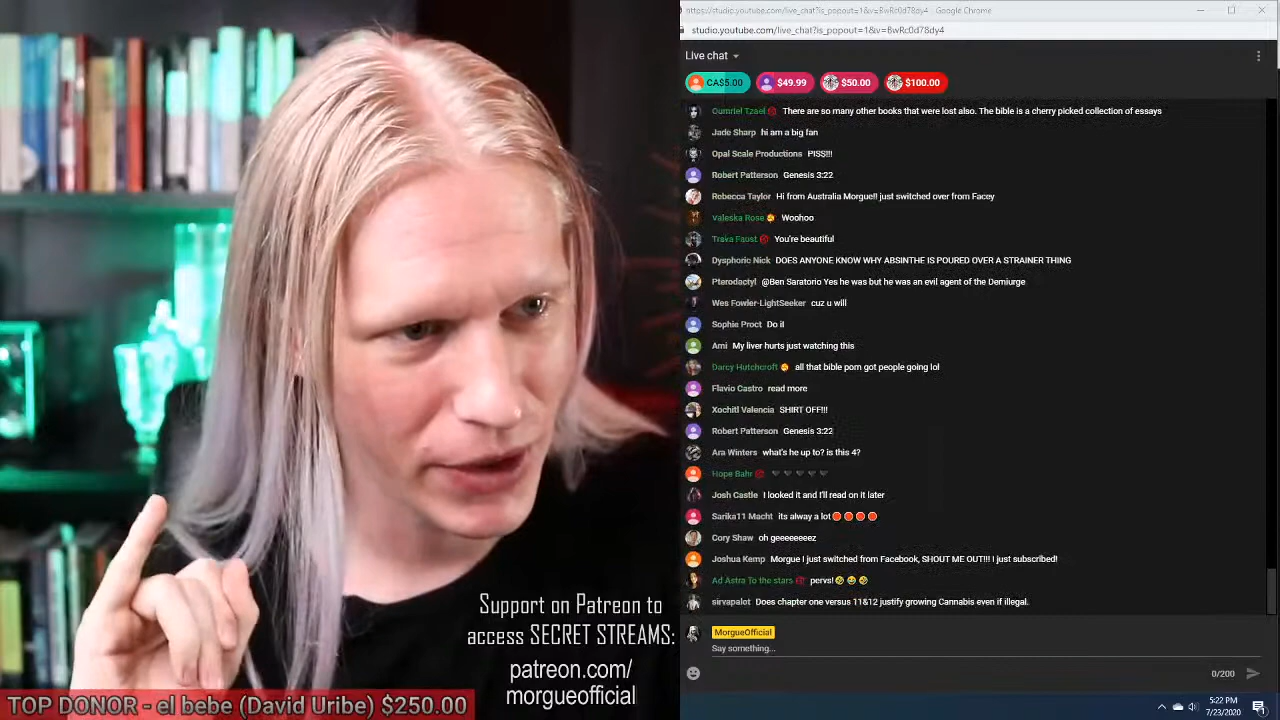 https://studio.youtube.com/live_chat?is_popout=1&v=BwRc0d78dy4 - Google Chrome
studio.youtube.com/live_chat?is_popout=1&v=BwRc0d78dy4
Live chat
CA$5.00 $49.99 $50.00 $100.00
Oumriel Tzael There are so many other books that were lost also. The bible is a cherry picked collection of essays
Jade Sharp hi am a big fan
Opal Scale Productions PISS!!!
Robert Patterson Genesis 3:22
Rebecca Taylor Hi from Australia Morgue!! just switched over from Facey
Valeska Rose Woohoo
Trava Faust You're beautiful
Dysphoric Nick DOES ANYONE KNOW WHY ABSINTHE IS POURED OVER A STRAINER THING
Pterodactyl @Ben Saratorio Yes he was but he was an evil agent of the Demiurge
Wes Fowler-LightSeeker cuz u will
Sophie Proct Do iI
Ami My liver hurts just watching this
Darcy Hutchcroft all that bible porn got people going lol
Flavio Castro read more
Xochitl Valencia SHIRT OFF!!!
Robert Patterson Genesis 3:22
Ara Winters what's he up to? is this 4?
Hope Bahr
Josh Castle I looked it and I'll read on it later
Sarika11 Macht its alway a lot
Cory Shaw oh geeeeeeeez
Joshua Kemp Morgue I just switched from Facebook, SHOUT ME OUT!!! I just subscribed!
Ad Astra To the stars pervs!
sirvapalot Does chapter one versus 11&12 justify growing Cannabis even if illegal.
MorgueOfficial
Say something...
0/200
Support on Patreon to
access SECRET STREAMS:
patreon.com/
morgueofficial
TOP DONOR - el bebe (David Uribe) $250.00
5:22 PM
7/23/2020